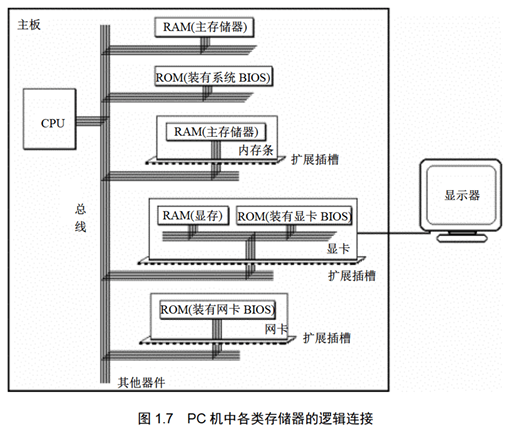 主板
RAM(主存储器)
ROM(装有系统 BIOS)
CPU
RAM(主存储器)
内存条
扩展插槽
总
线
RAM(显存)
ROM(装有显卡 BIOS)
显卡
显示器
扩展插槽
ROM(装有网卡 BIOS)
网卡
扩展插槽
其他器件
图 1.7 PC 机中各类存储器的逻辑连接